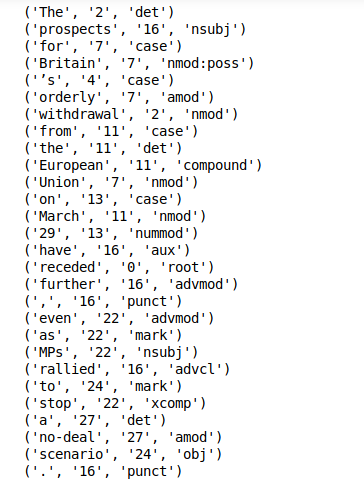 ('The', '2', 'det')
('prospects', '16', 'nsubj')
('for', '7', 'case')
('Britain', '7', 'nmod:poss')
('’s', '4', 'case')
('orderly', '7', 'amod')
('withdrawal', '2', 'nmod')
('from', '11', 'case')
('the', '11', 'det')
('European', '11', 'compound')
('Union', '7', 'nmod')
('on', '13', 'case')
('March', '11', 'nmod')
('29', '13', 'nummod')
('have', '16', 'aux')
('receded', '0', 'root')
('further', '16', 'advmod')
(',', '16', 'punct')
('even', '22', 'advmod')
('as', '22', 'mark')
('MPs', '22', 'nsubj')
('rallied', '16', 'advcl')
('to', '24', 'mark')
('stop', '22', 'xcomp')
('a', '27', 'det')
('no-deal', '27', 'amod')
('scenario', '24', 'obj')
('.', '16', 'punct')